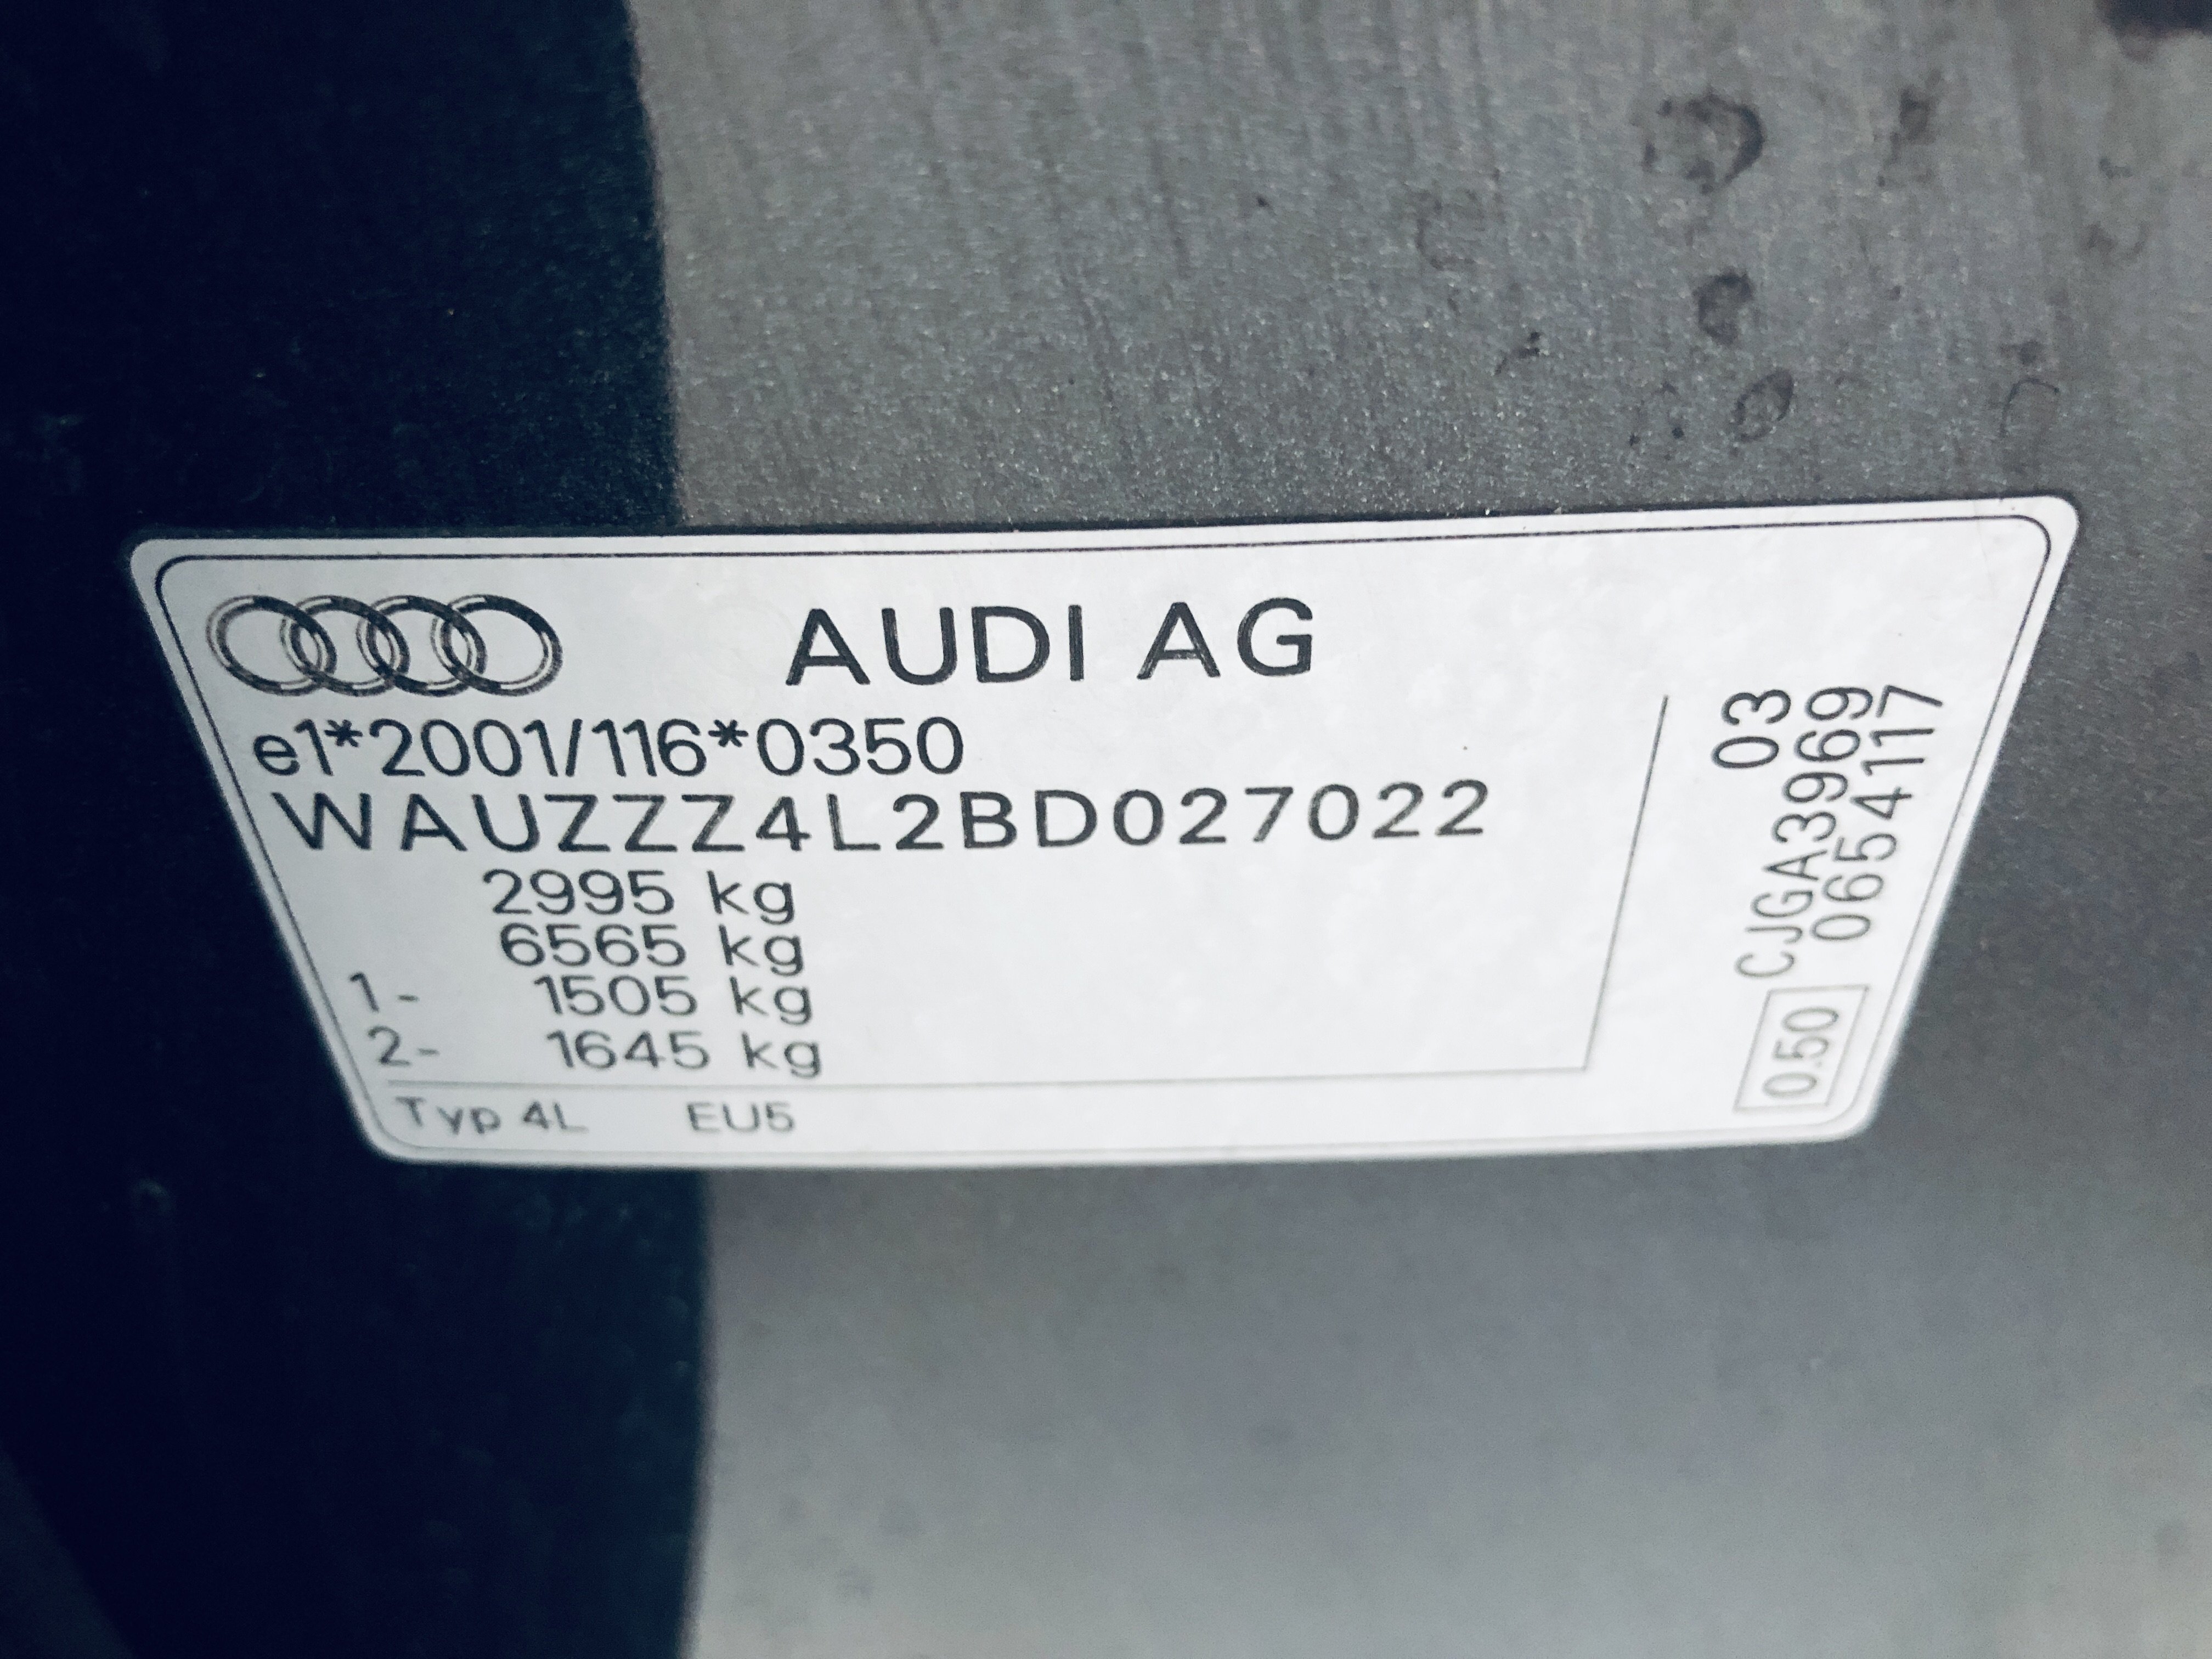 AUDI AG
e1*2001/116*0350
WAUZZZ4L2BD027022
2995 kg
6565 kg
1- 1505 kg
2- 1645 kg
Typ 4L EU5
03
CJGA3969
0654117
0.50